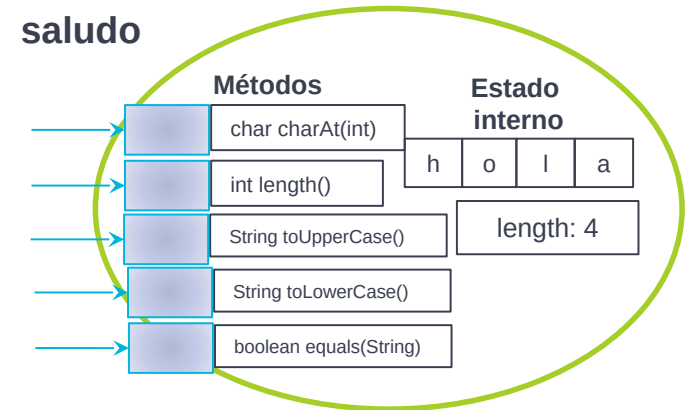 saludo
Métodos
char charAt(int)
int length()
String toUpperCase()
String toLowerCase()
boolean equals(String)
Estado
interno
h o l a
length: 4